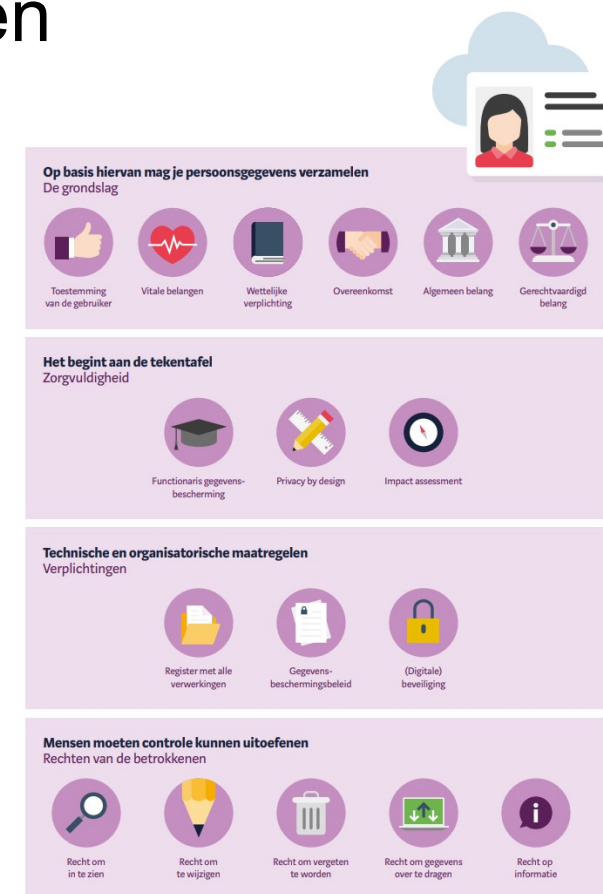 en
Op basis hiervan mag je persoonsgegevens verzamelen
De grondslag
Toestemming
van de gebruiker
Vitale belangen
Wettelijke
verplichting
Overeenkomst
Algemeen belang
Gerechtvaardigd
belang
Het begint aan de tekentafel
Zorgvuldigheid
Functionaris gegevens-
bescherming
Privacy by design
Impact assessment
Technische en organisatorische maatregelen
Verplichtingen
Register met alle
verwerkingen
Gegevens-
beschermingsbeleid
(Digitale)
beveiliging
Mensen moeten controle kunnen uitoefenen
Rechten van de betrokkenen
Recht om
in te zien
Recht om
te wijzigen
Recht om vergeten
te worden
Recht om gegevens
over te dragen
Recht op
informatie